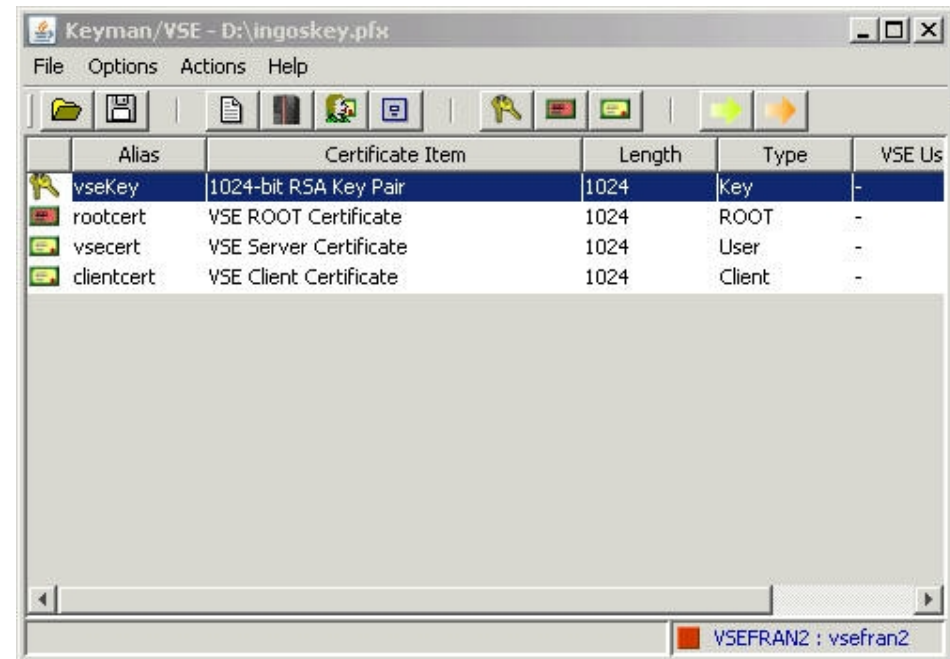 Keyman/VSE - D:\ingoskey.pfx
File Options Actions Help
Alias Certificate Item Length Type VSE Us
vseKey 1024-bit RSA Key Pair 1024 Key -
rootcert VSE ROOT Certificate 1024 ROOT -
vsecert VSE Server Certificate 1024 User -
clientcert VSE Client Certificate 1024 Client -
VSEFRAN2 : vsefran2